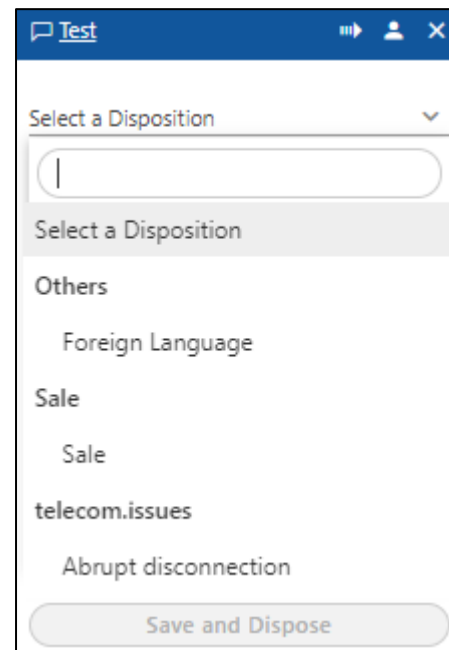 Test
Select a Disposition
Select a Disposition
Others
Foreign Language
Sale
Sale
telecom.issues
Abrupt disconnection
Save and Dispose